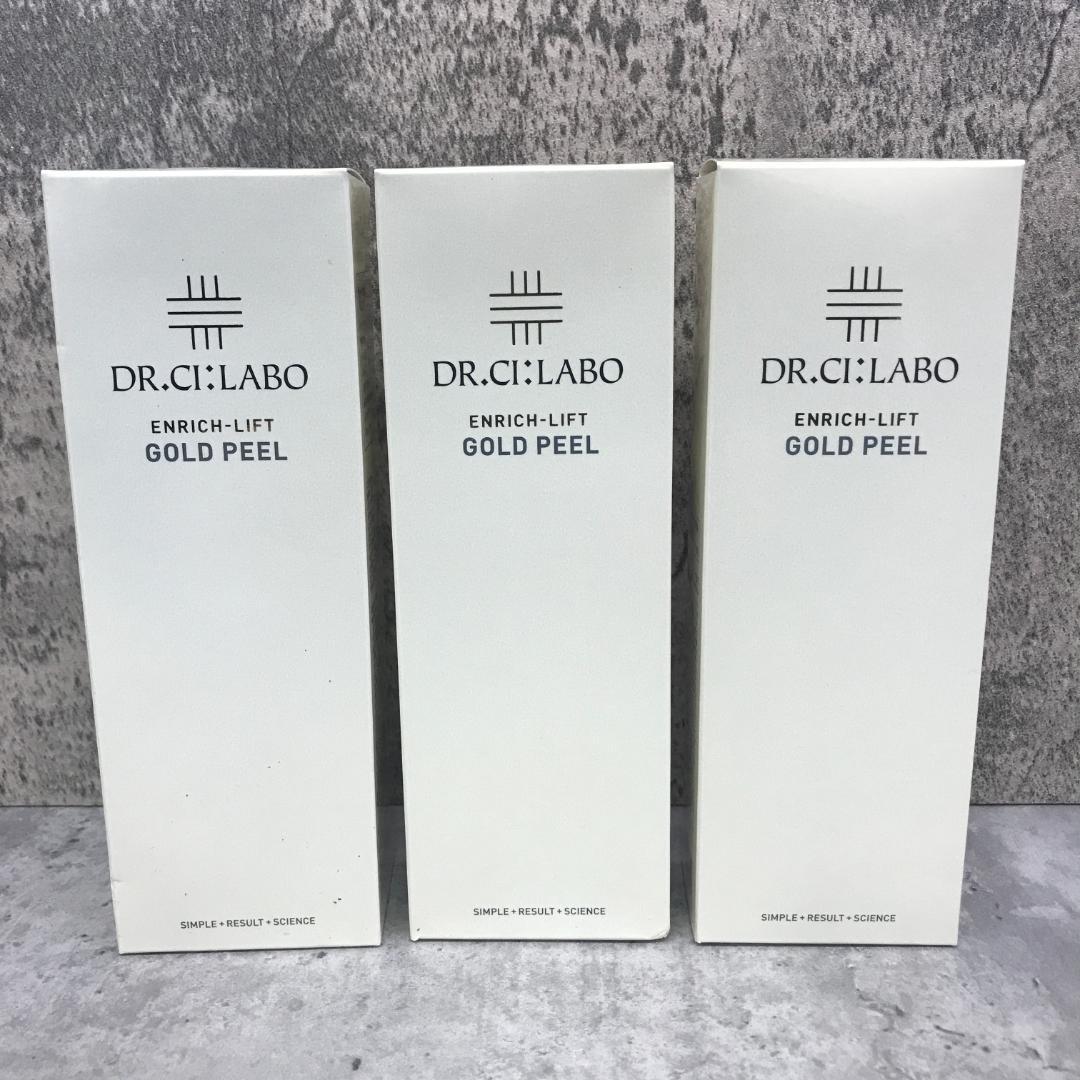 DR.CI:LABO
ENRICH-LIFT
GOLD PEEL
SIMPLE+RESULT+SCIENCE
DR.CI:LABO
ENRICH-LIFT
GOLD PEEL
SIMPLE+RESULT+SCIENCE
DR.CI:LABO
ENRICH-LIFT
GOLD PEEL
SIMPLE+RESULT+SCIENCE